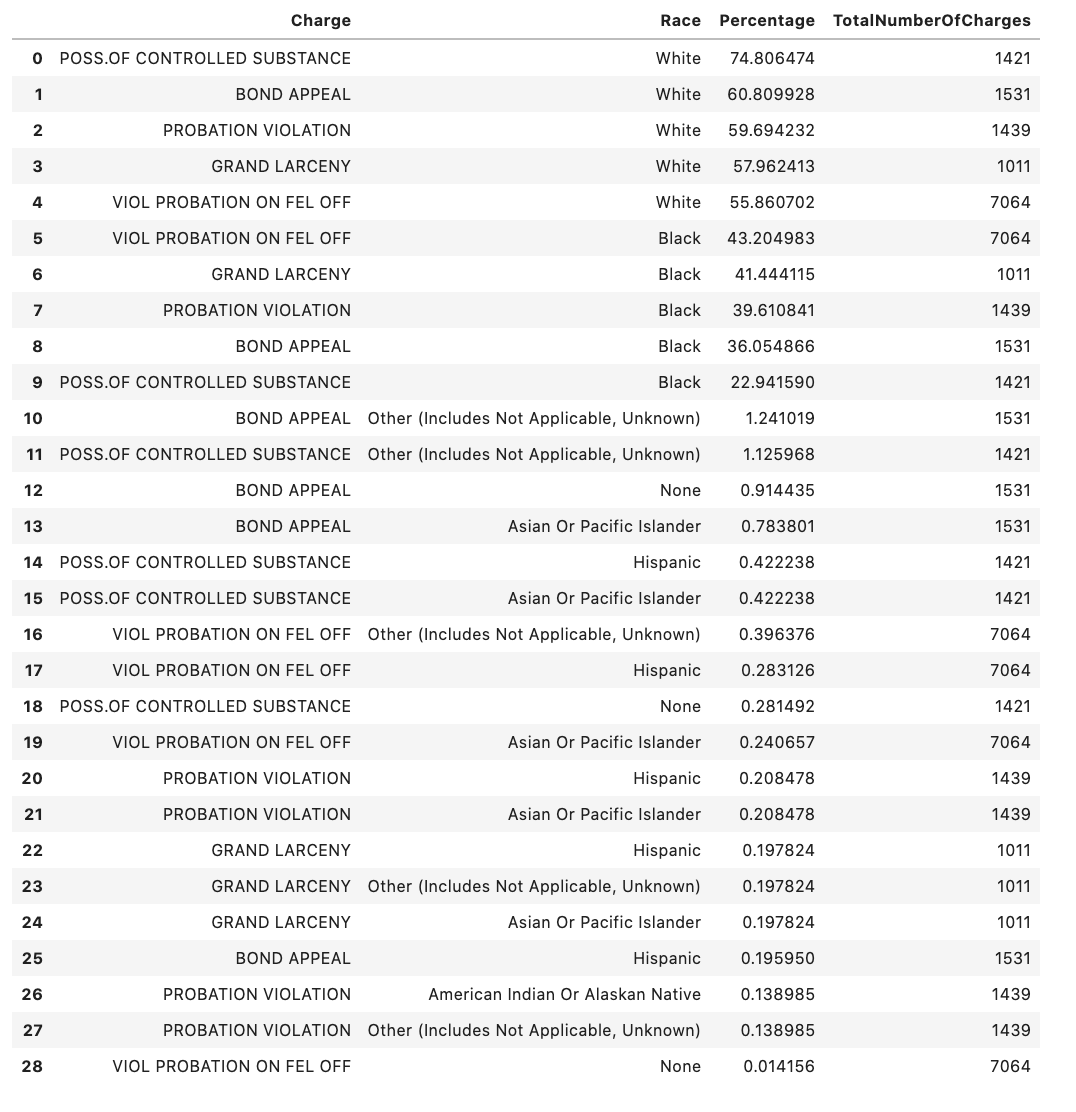 Charge Race Percentage TotalNumberOfCharges
0 POSS.OF CONTROLLED SUBSTANCE White 74.806474 1421
1 BOND APPEAL White 60.809928 1531
2 PROBATION VIOLATION White 59.694232 1439
3 GRAND LARCENY White 57.962413 1011
4 VIOL PROBATION ON FEL OFF White 55.860702 7064
5 VIOL PROBATION ON FEL OFF Black 43.204983 7064
6 GRAND LARCENY Black 41.444115 1011
7 PROBATION VIOLATION Black 39.610841 1439
8 BOND APPEAL Black 36.054866 1531
9 POSS.OF CONTROLLED SUBSTANCE Black 22.941590 1421
10 BOND APPEAL Other (Includes Not Applicable, Unknown) 1.241019 1531
11 POSS.OF CONTROLLED SUBSTANCE Other (Includes Not Applicable, Unknown) 1.125968 1421
12 BOND APPEAL None 0.914435 1531
13 BOND APPEAL Asian Or Pacific Islander 0.783801 1531
14 POSS.OF CONTROLLED SUBSTANCE Hispanic 0.422238 1421
15 POSS.OF CONTROLLED SUBSTANCE Asian Or Pacific Islander 0.422238 1421
16 VIOL PROBATION ON FEL OFF Other (Includes Not Applicable, Unknown) 0.396376 7064
17 VIOL PROBATION ON FEL OFF Hispanic 0.283126 7064
18 POSS.OF CONTROLLED SUBSTANCE None 0.281492 1421
19 VIOL PROBATION ON FEL OFF Asian Or Pacific Islander 0.240657 7064
20 PROBATION VIOLATION Hispanic 0.208478 1439
21 PROBATION VIOLATION Asian Or Pacific Islander 0.208478 1439
22 GRAND LARCENY Hispanic 0.197824 1011
23 GRAND LARCENY Other (Includes Not Applicable, Unknown) 0.197824 1011
24 GRAND LARCENY Asian Or Pacific Islander 0.197824 1011
25 BOND APPEAL Hispanic 0.195950 1531
26 PROBATION VIOLATION American Indian Or Alaskan Native 0.138985 1439
27 PROBATION VIOLATION Other (Includes Not Applicable, Unknown) 0.138985 1439
28 VIOL PROBATION ON FEL OFF None 0.014156 7064